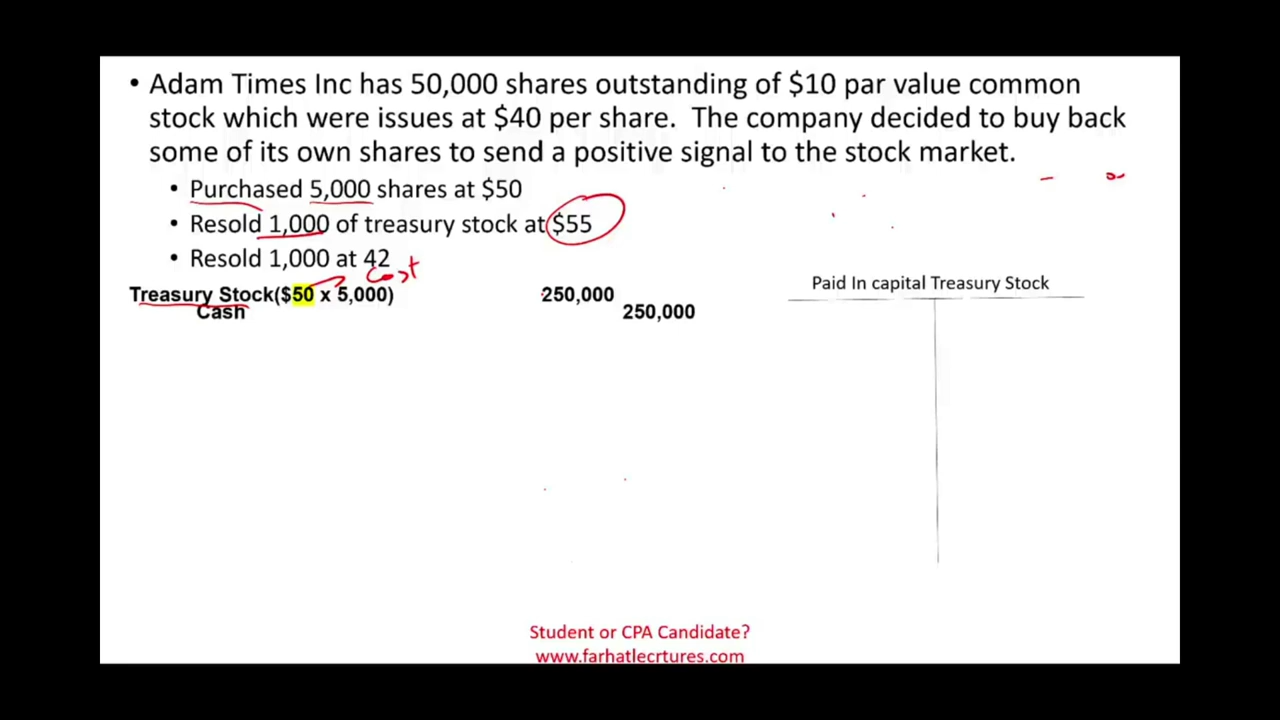 • Adam Times Inc has 50,000 shares outstanding of $10 par value common
stock which were issues at $40 per share. The company decided to buy back
some of its own shares to send a positive signal to the stock market.
• Purchased 5,000 shares at $50
• Resold 1,000 of treasury stock at $55
• Resold 1,000 at 42
Cost
Treasury Stock($50 x 5,000) 250,000
Cash 250,000
Paid In capital Treasury Stock
Student or CPA Candidate?
www.farhatlecrtures.com